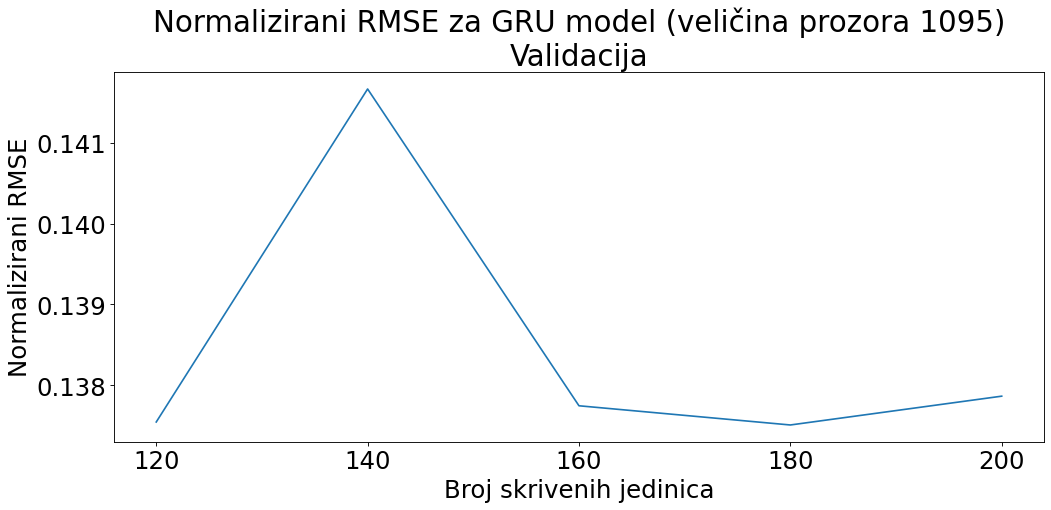 Normalizirani RMSE za GRU model (veličina prozora 1095)
Validacija
Normalizirani RMSE
0.141
0.140
0.139
0.138
120 140 160 180 200
Broj skrivenih jedinica